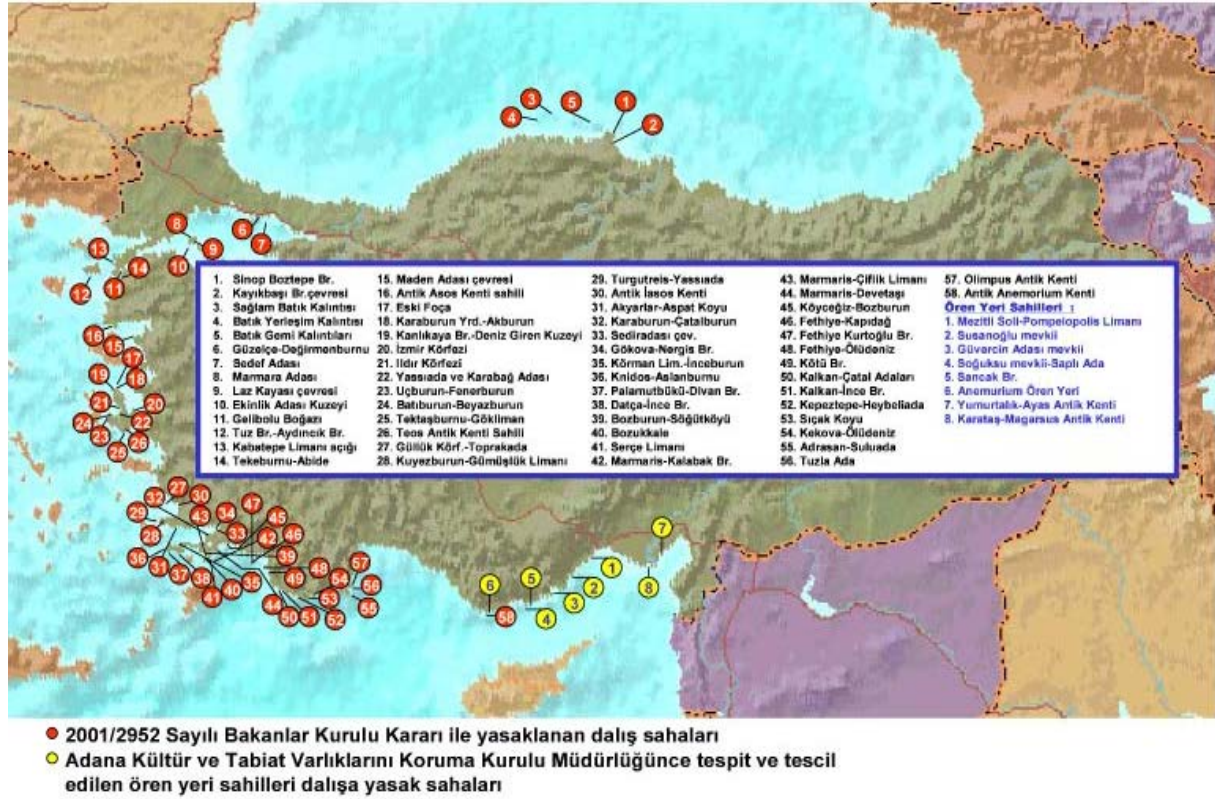 1. Sinop Boztepe Br.
2. Kayıkbaşı Br.çevresi
3. Sağlam Batık Kalıntısı
4. Batık Yerleşim Kalıntısı
5. Batık Gemi Kalıntıları
6. Güzelçe-Değirmenburnu
7. Sedef Adası
8. Marmara Adası
9. Laz Kayası çevresi
10. Ekinlik Adası Kuzeyi
11. Gelibolu Boğazı
12. Tuz Br.-Aydıncık Br.
13. Kabatepe Limanı açığı
14. Tekeburnu-Abide
15. Maden Adası çevresi
16. Antik Asos Kenti sahili
17. Eski Foça
18. Karaburun Yrd.-Akburun
19. Kanlıkaya Br.-Deniz Giren Kuzeyi
20. İzmir Körfezi
21. Ildır Körfezi
22. Yassıada ve Karabağ Adası
23. Uçburun-Fenerburun
24. Batıburun-Beyazburun
25. Tektaşburnu-Gökliman
26. Teos Antik Kenti Sahili
27. Güllük Körf.-Toprakada
28. Kuyezburun-Gümüşlük Limanı
29. Turgutreis-Yassıada
30. Antik İasos Kenti
31. Akyarlar-Aspat Koyu
32. Karaburun-Çatalburun
33. Sediradası çev.
34. Gökova-Nergis Br.
35. Körman Lim.-İnceburun
36. Knidos-Aslanburnu
37. Palamutbükü-Divan Br.
38. Datça-İnce Br.
39. Bozburun-Söğütköyü
40. Bozukkale
41. Serçe Limanı
42. Marmaris-Kalabak Br.
43. Marmaris-Çiflik Limanı
44. Marmaris-Devetaşı
45. Köyceğiz-Bozburun
46. Fethiye-Kapıdağ
47. Fethiye Kurtoğlu Br.
48. Fethiye-Ölüdeniz
49. Kötü Br.
50. Kalkan-Çatal Adaları
51. Kalkan-İnce Br.
52. Kepeztepe-Heybeliada
53. Sıçak Koyu
54. Kekova-Ölüdeniz
55. Adrasan-Suluada
56. Tuzla Ada
57. Olimpus Antik Kenti
58. Antik Anemorium Kenti
Ören Yeri Sahilleri :
1. Mezitli Soli-Pompeiopolis Limanı
2. Susanoğlu mevkii
3. Güvercin Adası mevkii
4. Soğuksu mevkii-Saplı Ada
5. Sancak Br.
6. Anemurium Ören Yeri
7. Yumurtalık-Ayas Antik Kenti
8. Karataş-Magarsus Antik Kenti
2001/2952 Sayılı Bakanlar Kurulu Kararı ile yasaklanan dalış sahaları
Adana Kültür ve Tabiat Varlıklarını Koruma Kurulu Müdürlüğünce tespit ve tescil
edilen ören yeri sahilleri dalışa yasak sahaları